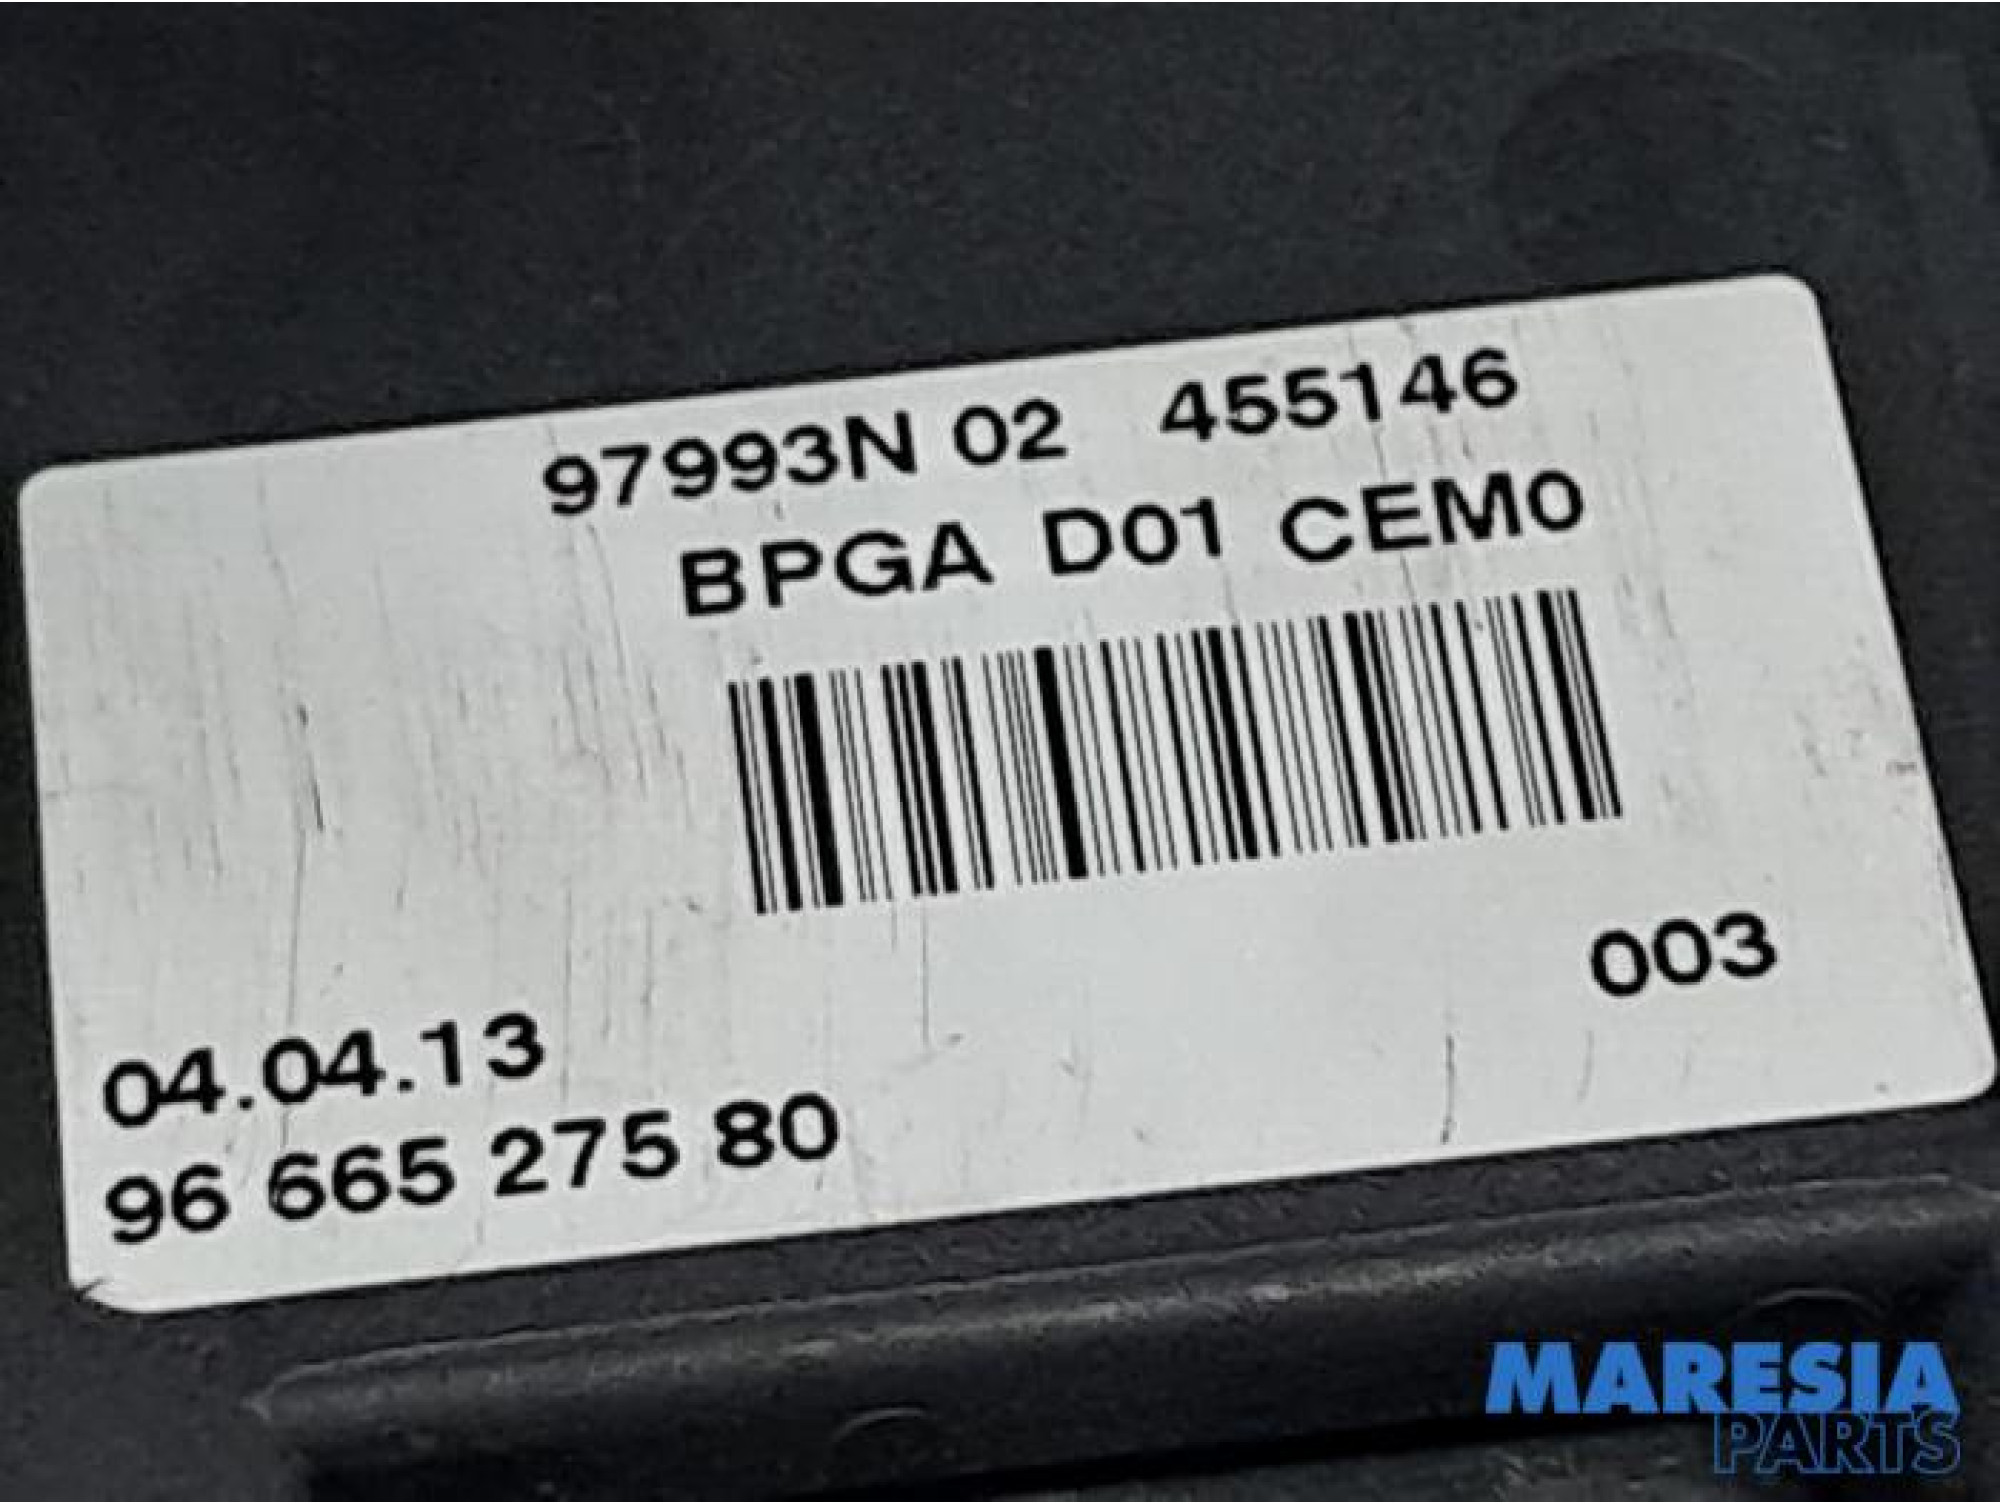 97993N 02 455146
BPGA D01 CEM0
003
04.04.13
96 665 275 80
MARESIA
PARTS